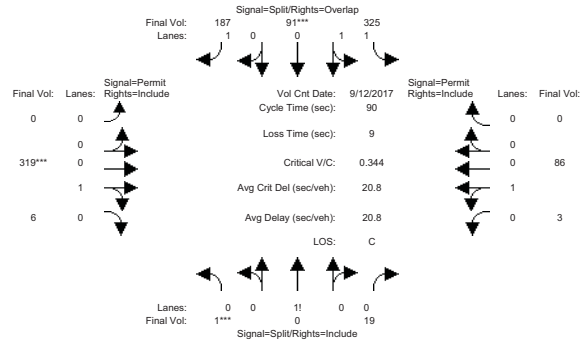 Signal=Split/Rights=Overlap
Final Vol: 187 91*** 325
Lanes: 1 0 0 1 1
Signal=Permit Signal=Permit
Final Vol: Lanes: Rights=Include Vol Cnt Date: 9/12/2017 Rights=Include Lanes: Final Vol:
Cycle Time (sec): 90
0 0 0 0
Loss Time (sec): 9
0 0
319*** 0 Critical V/C: 0.344 0 86
1 Avg Crit Del (sec/veh): 20.8 1
6 0 Avg Delay (sec/veh): 20.8 0 3
LOS: C
Lanes: 0 0 1! 0 0
Final Vol: 1*** 0 19
Signal=Split/Rights=Include